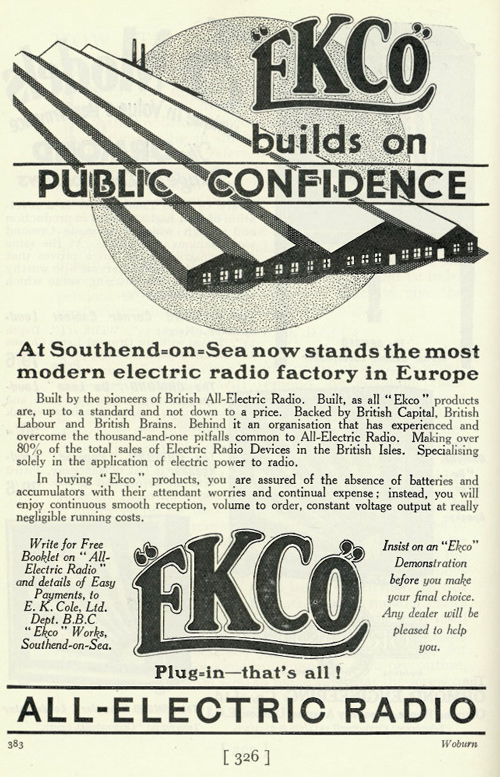 "EKCO"
builds on
PUBLIC CONFIDENCE
At Southend=on=Sea now stands the most
modern electric radio factory in Europe
Built by the pioneers of British All-Electric Radio. Built, as all "Ekco" products
are, up to a standard and not down to a price. Backed by British Capital, British
Labour and British Brains. Behind it an organisation that has experienced and
overcome the thousand-and-one pitfalls common to All-Electric Radio. Making over
80% of the total sales of Electric Radio Devices in the British Isles. Specialising
solely in the application of electric power to radio.
In buying "Ekco" products, you are assured of the absence of batteries and
accumulators with their attendant worries and continual expense; instead, you will
enjoy continuous smooth reception, volume to order, constant voltage output at really
negligible running costs.
Write for Free
Booklet on "All-
Electric Radio"
and details of Easy
Payments, to
E. K. Cole, Ltd.
Dept. B.B.C
"Ekco" Works,
Southend-on-Sea.
"EKCO"
Insist on an "Ekco"
Demonstration
before you make
your final choice.
Any dealer will be
pleased to help
you.
Plug=in—that's all!
ALL-ELECTRIC RADIO
383
[ 326 ]
Woburn